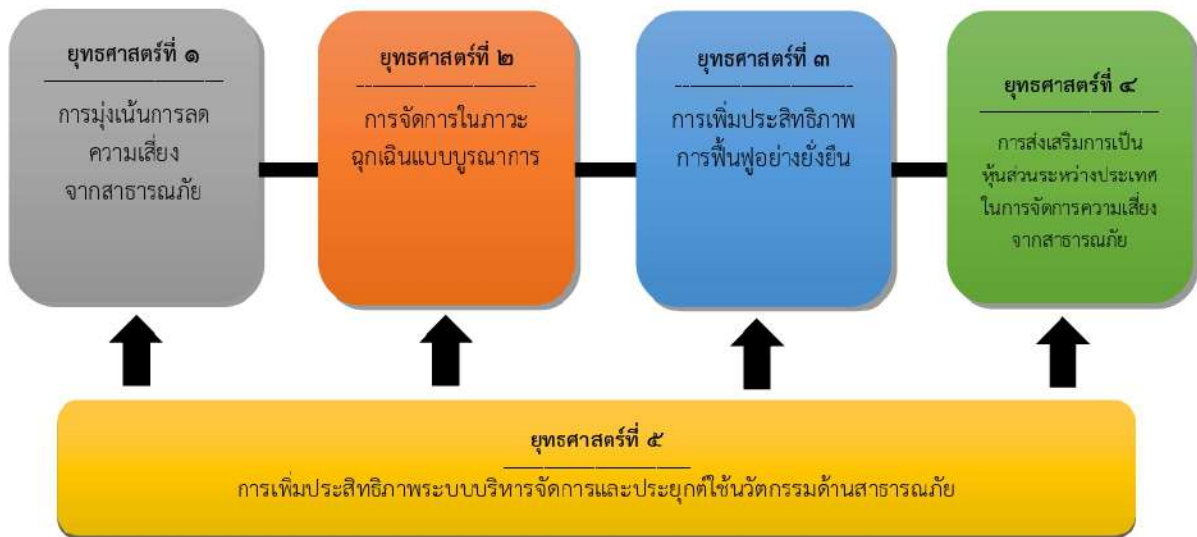 ยุทธศาสตร์ที่ ๑
การมุ่งเน้นการลด
ความเสี่ยง
จากสาธารณภัย
ยุทธศาสตร์ที่ ๒
การจัดการในภาวะ
ฉุกเฉินแบบบูรณาการ
ยุทธศาสตร์ที่ ๓
การเพิ่มประสิทธิภาพ
การฟื้นฟูอย่างยั่งยืน
ยุทธศาสตร์ที่ ๔
การส่งเสริมการเป็น
หุ้นส่วนระหว่างประเทศ
ในการจัดการความเสี่ยง
จากสาธารณภัย
ยุทธศาสตร์ที่ ๕
การเพิ่มประสิทธิภาพระบบบริหารจัดการและประยุกต์ใช้นวัตกรรมด้านสาธารณภัย